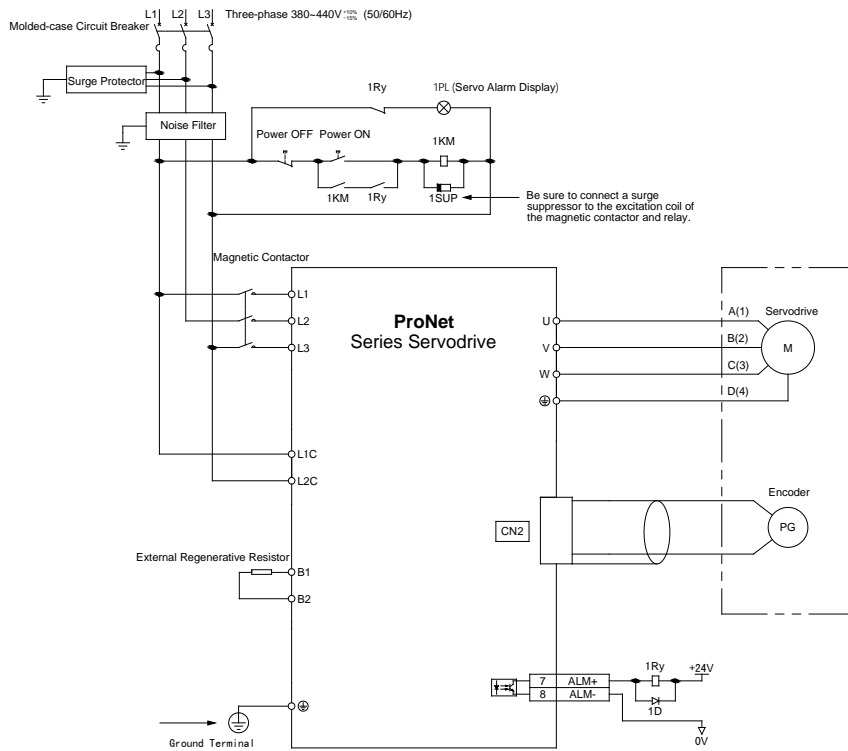 L1 L2 L3 Three-phase 380~440V +10% -15% (50/60Hz)
Molded-case Circuit Breaker
Surge Protector
Noise Filter
1Ry
1PL (Servo Alarm Display)
Power OFF Power ON
1KM
1KM
1Ry
1SUP
Be sure to connect a surge
suppressor to the excitation coil of
the magnetic contactor and relay.
Magnetic Contactor
L1
L2
L3
ProNet
Series Servodrive
U
V
W
A(1)
B(2)
C(3)
D(4)
Servodrive
M
L1C
L2C
CN2
Encoder
PG
External Regenerative Resistor
B1
B2
7 ALM+
8 ALM-
1Ry
+24V
1D
0V
Ground Terminal